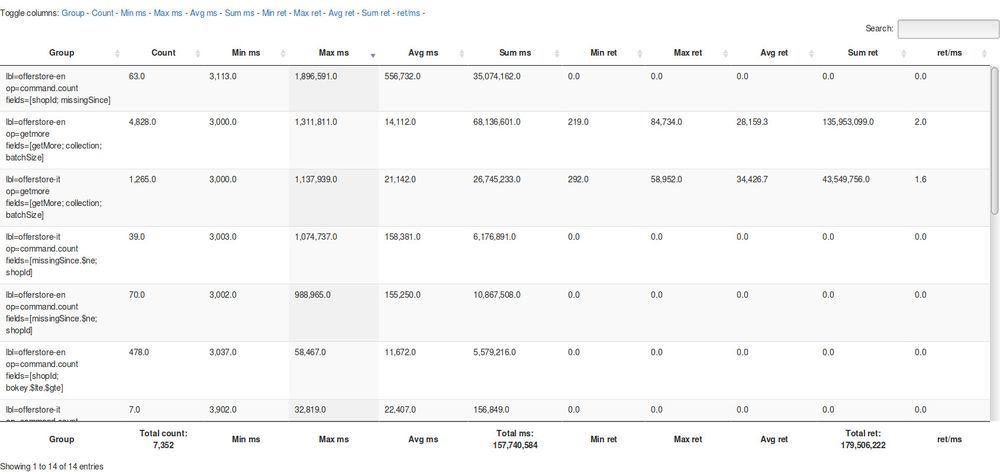 Toggle columns: Group - Count - Min ms - Max ms - Avg ms - Sum ms - Min ret - Max ret - Avg ret - Sum ret - ret/ms -
Search:
Group Count Min ms Max ms Avg ms Sum ms Min ret Max ret Avg ret Sum ret ret/ms
lbl=offerstore-en 63.0 3,113.0 1,896,591.0 556,732.0 35,074,162.0 0.0 0.0 0.0 0.0 0.0
op=command.count
fields=[shopId; missingSince]
lbl=offerstore-en 4,828.0 3,000.0 1,311,811.0 14,112.0 68,136,601.0 219.0 84,734.0 28,159.3 135,953,099.0 2.0
op=getmore
fields=[getMore; collection;
batchSize]
lbl=offerstore-it 1,265.0 3,000.0 1,137,939.0 21,142.0 26,745,233.0 292.0 58,952.0 34,426.7 43,549,756.0 1.6
op=getmore
fields=[getMore; collection;
batchSize]
lbl=offerstore-it 39.0 3,003.0 1,074,737.0 158,381.0 6,176,891.0 0.0 0.0 0.0 0.0 0.0
op=command.count
fields=[missingSince.$ne;
shopId]
lbl=offerstore-en 70.0 3,002.0 988,965.0 155,250.0 10,867,508.0 0.0 0.0 0.0 0.0 0.0
op=command.count
fields=[missingSince.$ne;
shopId]
lbl=offerstore-en 478.0 3,037.0 58,467.0 11,672.0 5,579,216.0 0.0 0.0 0.0 0.0 0.0
op=command.count
fields=[shopId;
bokey.$lte.$gte]
lbl=offerstore-it 7.0 3,902.0 32,819.0 22,407.0 156,849.0 0.0 0.0 0.0 0.0 0.0
Group Total count: Min ms Max ms Avg ms Total ms: Min ret Max ret Avg ret Total ret: ret/ms
7,352 157,740,584 179,506,222
Showing 1 to 14 of 14 entries